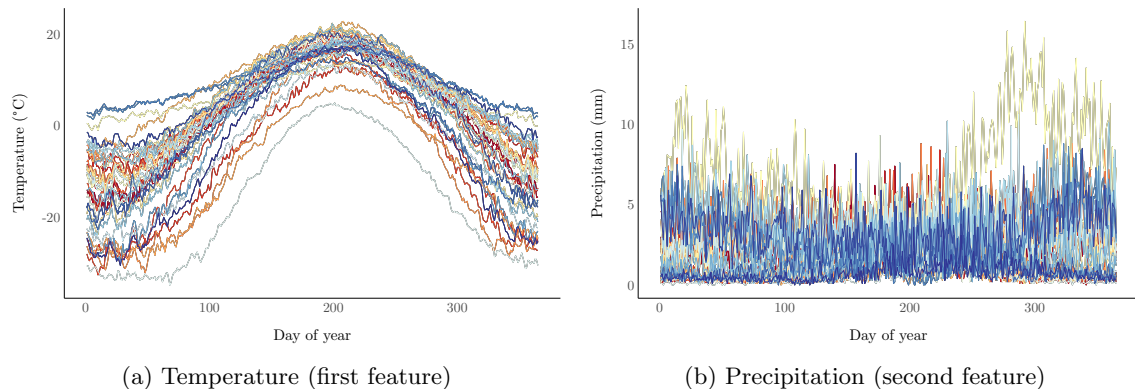 20
0
-20
Temperature (°C)
0
100
200
300
Day of year
(a) Temperature (first feature)
15
10
5
0
Precipitation (mm)
0
100
200
300
Day of year
(b) Precipitation (second feature)